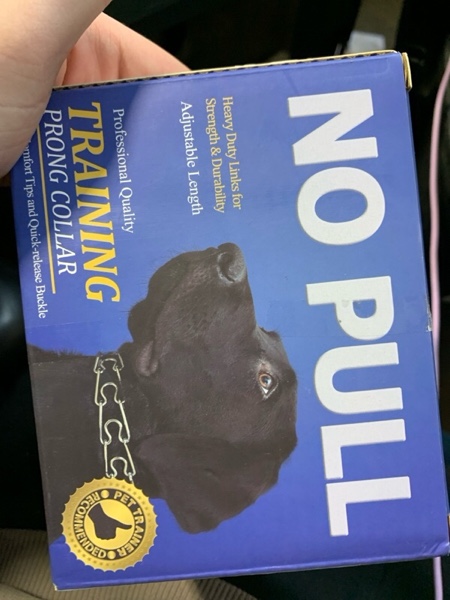 NO PULL
Heavy Duty Links for
Strength & Durability
Adjustable Length
Professional Quality
TRAINING
PRONG COLLAR
Tips and Quick-release Buckle
PET TRAINER
RECOMMENDED